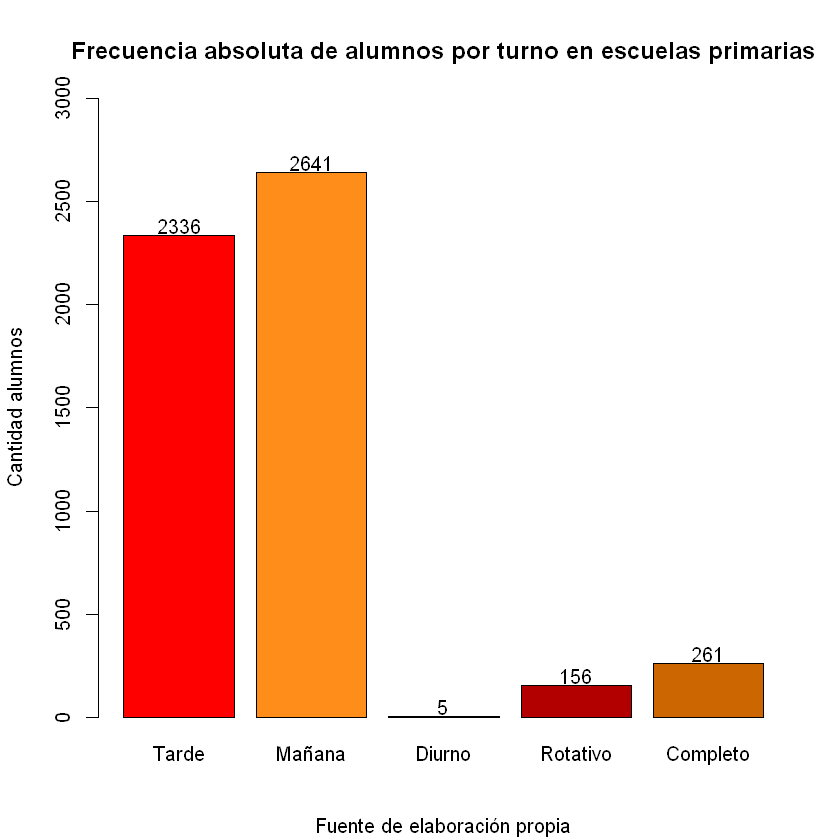 Frecuencia absoluta de alumnos por turno en escuelas primarias
Cantidad alumnos
3000
2500
2000
1500
1000
500
0
2336
2641
5
156
261
Tarde
Mañana
Diurno
Rotativo
Completo
Fuente de elaboración propia